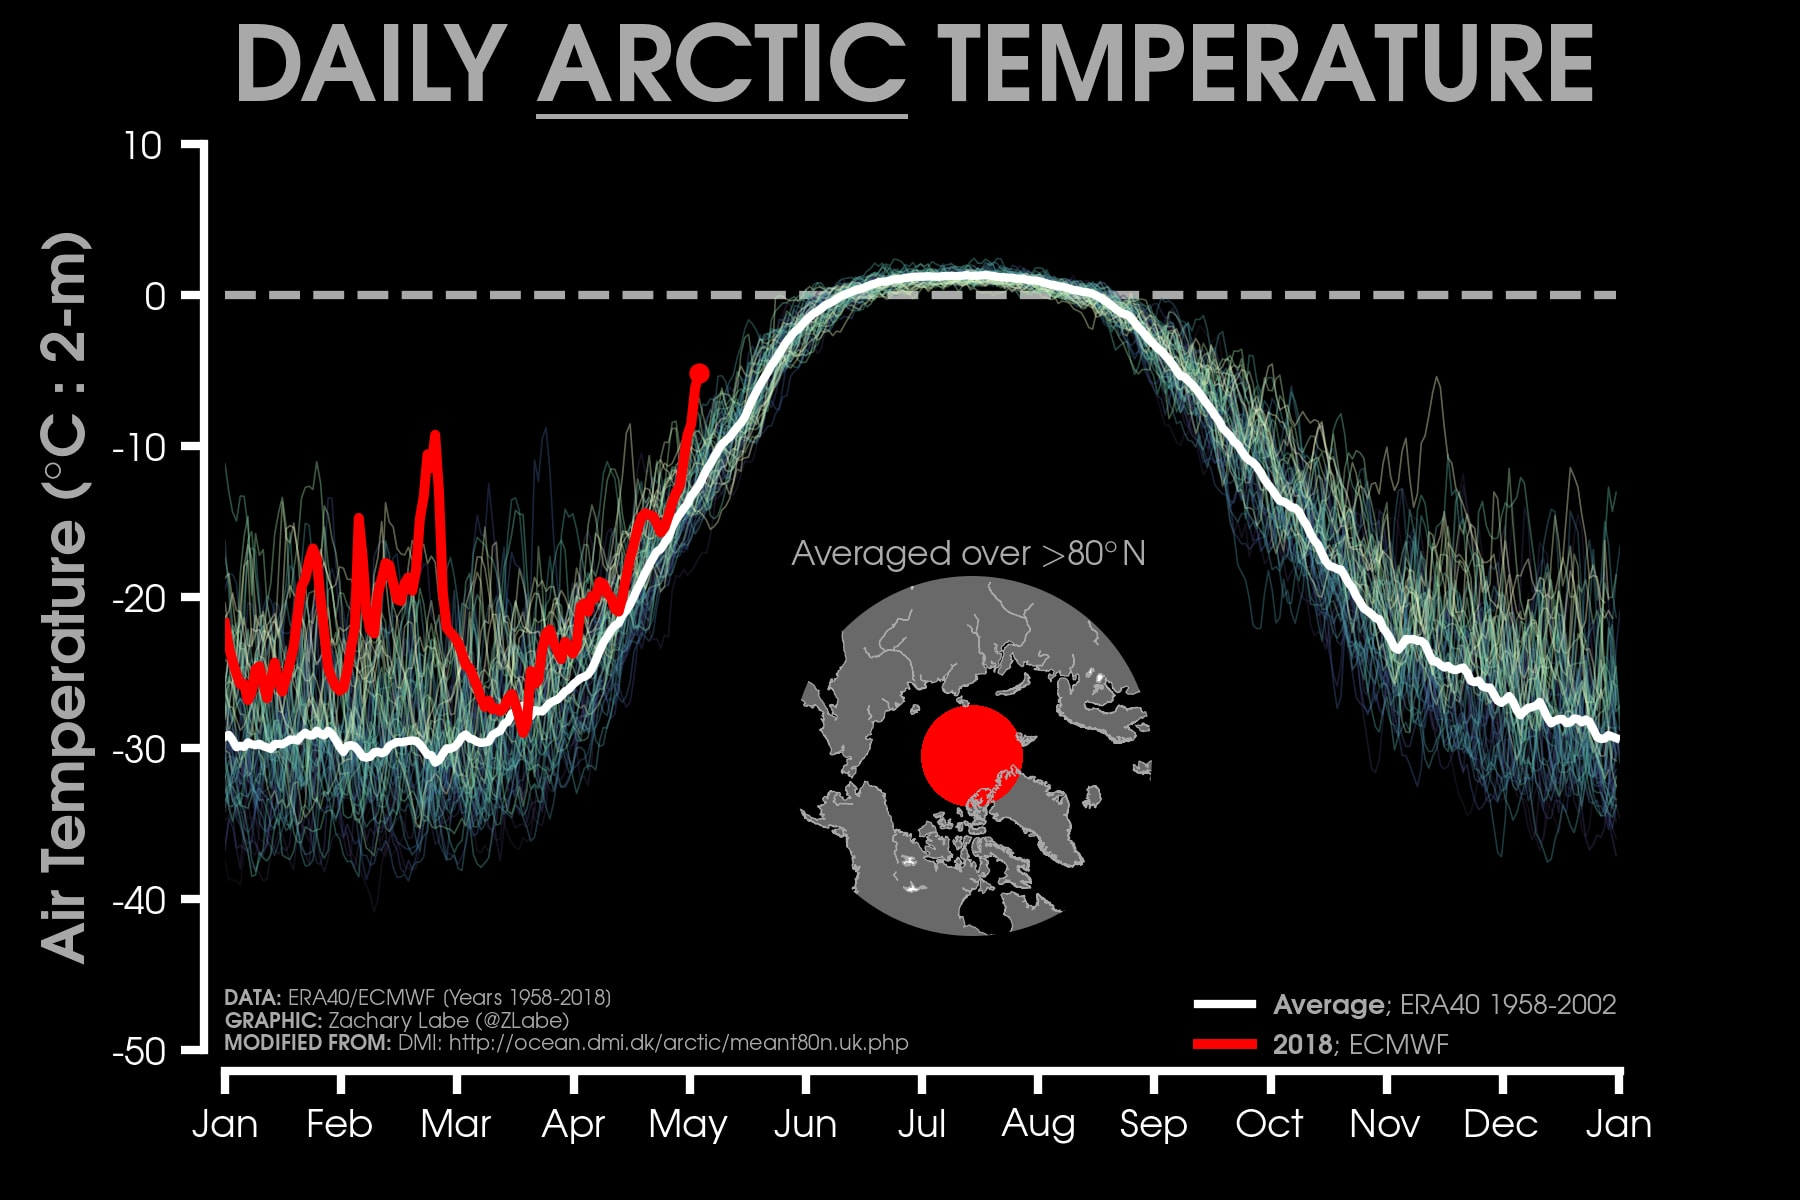 DAILY ARCTIC TEMPERATURE
Air Temperature (°C : 2-m)
10
0
-10
-20
-30
-40
-50
Averaged over >80°N
DATA: ERA40/ECMWF [Years 1958-2018]
GRAPHIC: Zachary Labe (@ZLabe)
MODIFIED FROM: DMI: http://ocean.dmi.dk/arctic/meant80n.uk.php
Average; ERA40 1958-2002
2018; ECMWF
Jan Feb Mar Apr May Jun Jul Aug Sep Oct Nov Dec Jan